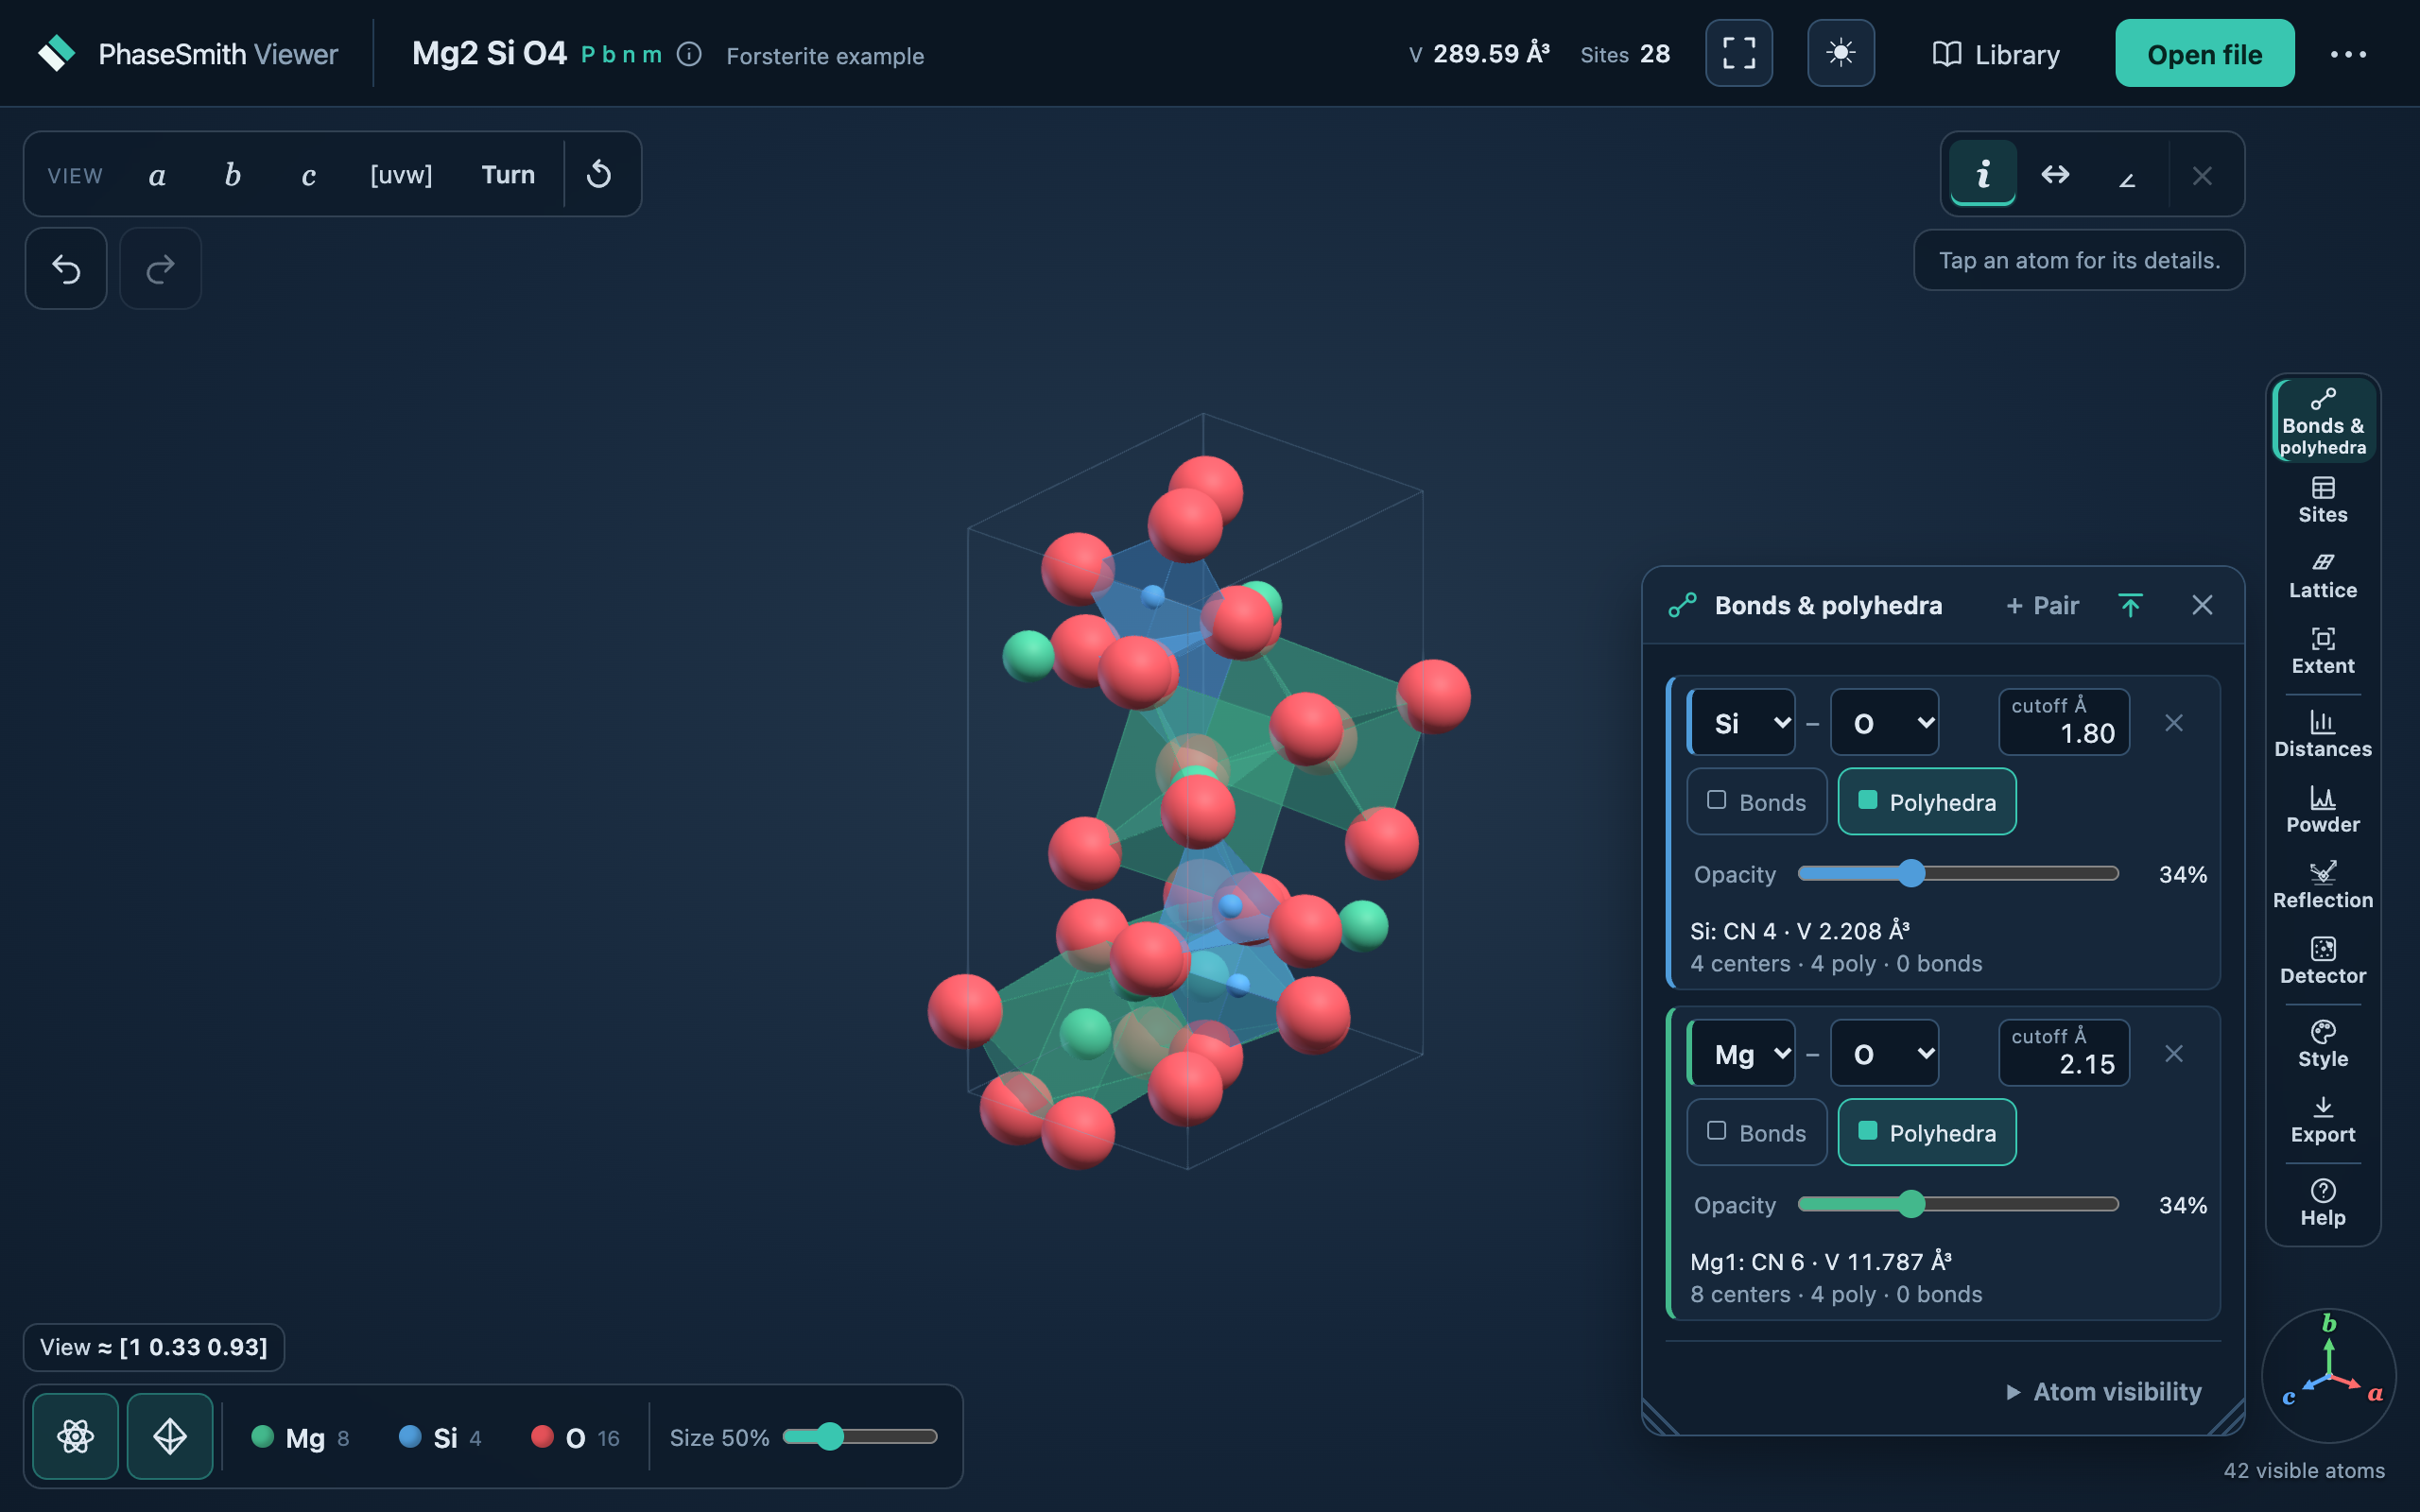 PhaseSmith Viewer
Mg2 Si O4 P b n m Forsterite example
V 289.59 Å³ Sites 28
Library
Open file
VIEW a b c [uvw] Turn
i
Tap an atom for its details.
Bonds & polyhedra
Sites
Lattice
Extent
Distances
Powder
Reflection
Detector
Style
Export
Help
Bonds & polyhedra + Pair
Si – O cutoff Å 1.80
Bonds Polyhedra
Opacity 34%
Si: CN 4 · V 2.208 Å³
4 centers · 4 poly · 0 bonds
Mg – O cutoff Å 2.15
Bonds Polyhedra
Opacity 34%
Mg1: CN 6 · V 11.787 Å³
8 centers · 4 poly · 0 bonds
Atom visibility
View ≈ [1 0.33 0.93]
Mg 8 Si 4 O 16 Size 50%
b
c a
42 visible atoms